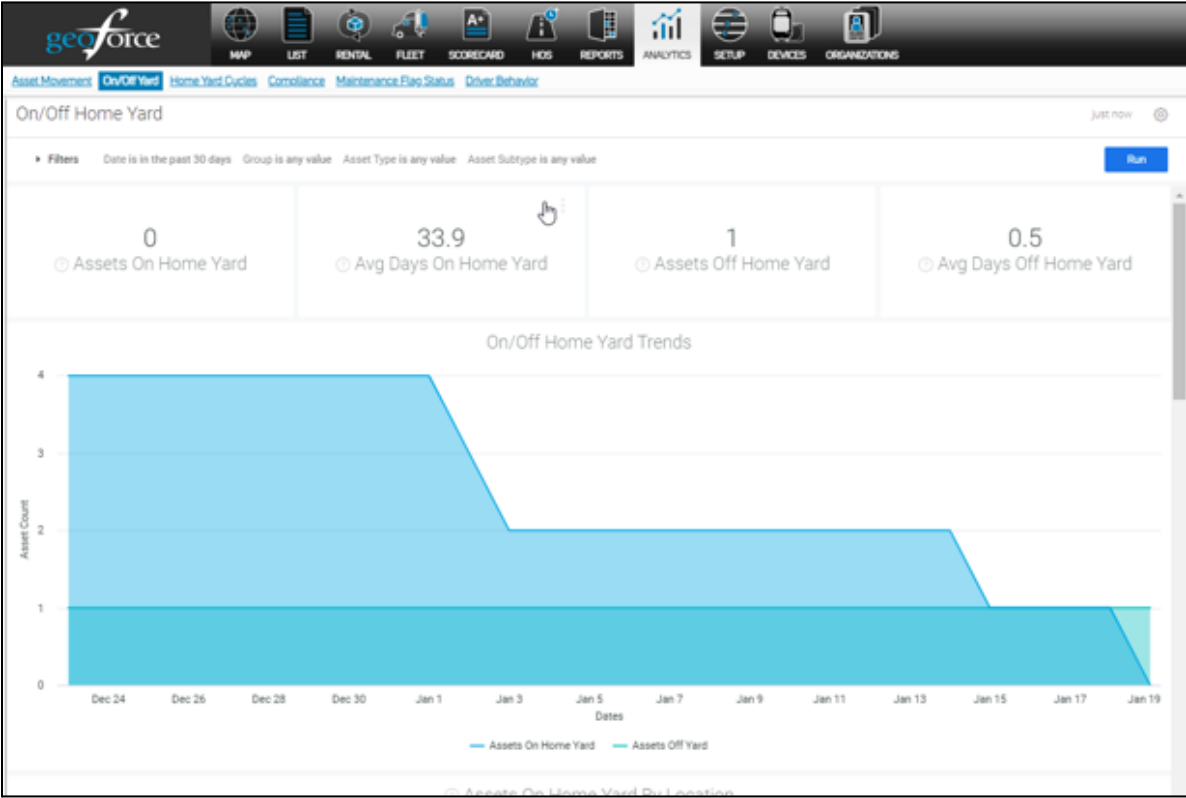 geoforce
MAP LIST RENTAL FLEET SCORECARD HOS REPORTS ANALYTICS SETUP DEVICES ORGANIZATIONS
A+
Asset Movement On/Off Yard Home Yard Cycles Compliance Maintenance Flag Status Driver Behavior
On/Off Home Yard just now
Filters Date is in the past 30 days Group is any value Asset Type is any value Asset Subtype is any value Run
0 33.9 1 0.5
Assets On Home Yard Avg Days On Home Yard Assets Off Home Yard Avg Days Off Home Yard
On/Off Home Yard Trends
4
3
2
1
0
Asset Count
Dec 24 Dec 26 Dec 28 Dec 30 Jan 1 Jan 3 Jan 5 Jan 7 Jan 9 Jan 11 Jan 13 Jan 15 Jan 17 Jan 19
Dates
Assets On Home Yard Assets Off Yard
Assets On Home Yard By Location